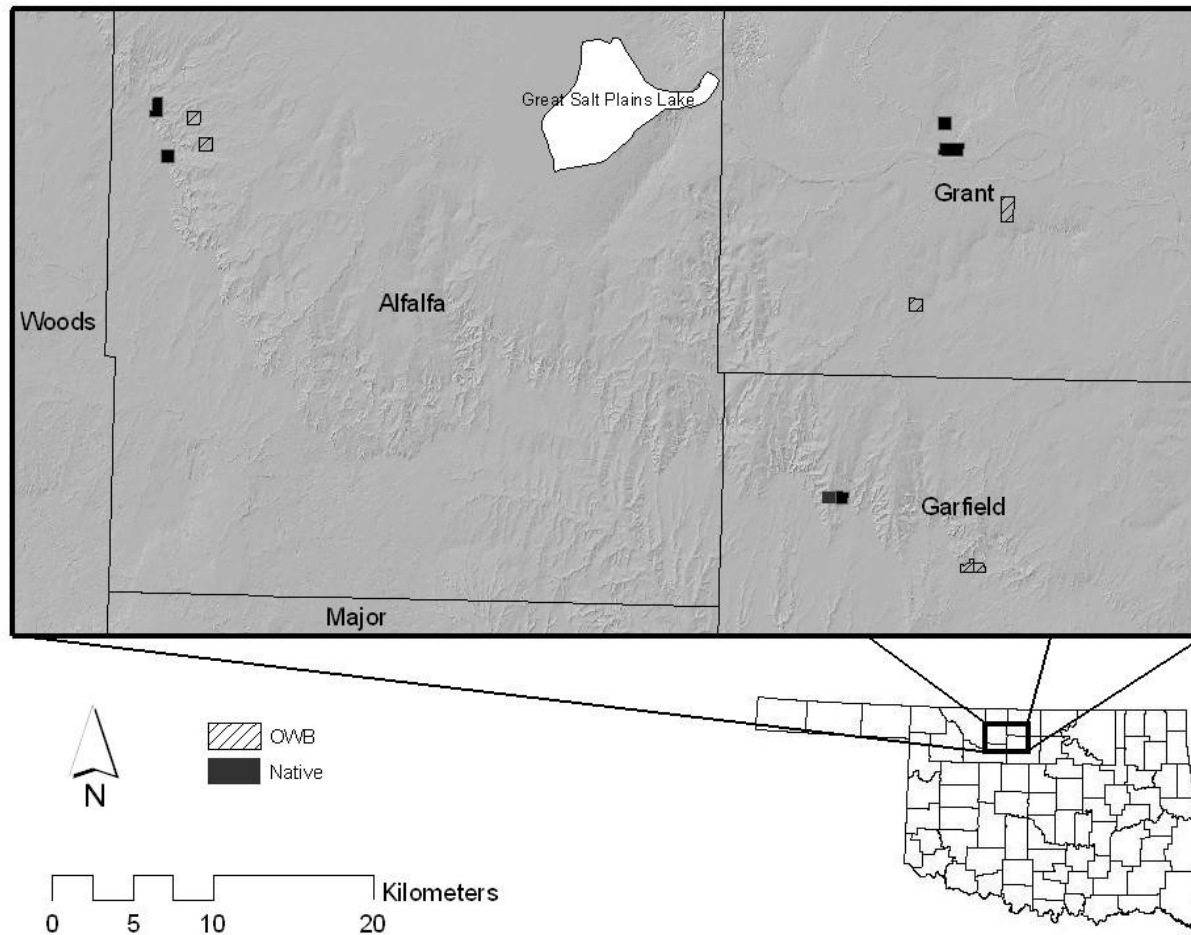 Great Salt Plains Lake
Grant
Alfalfa
Woods
Garfield
Major
OWB
Native
N
Kilometers
0 5 10 20